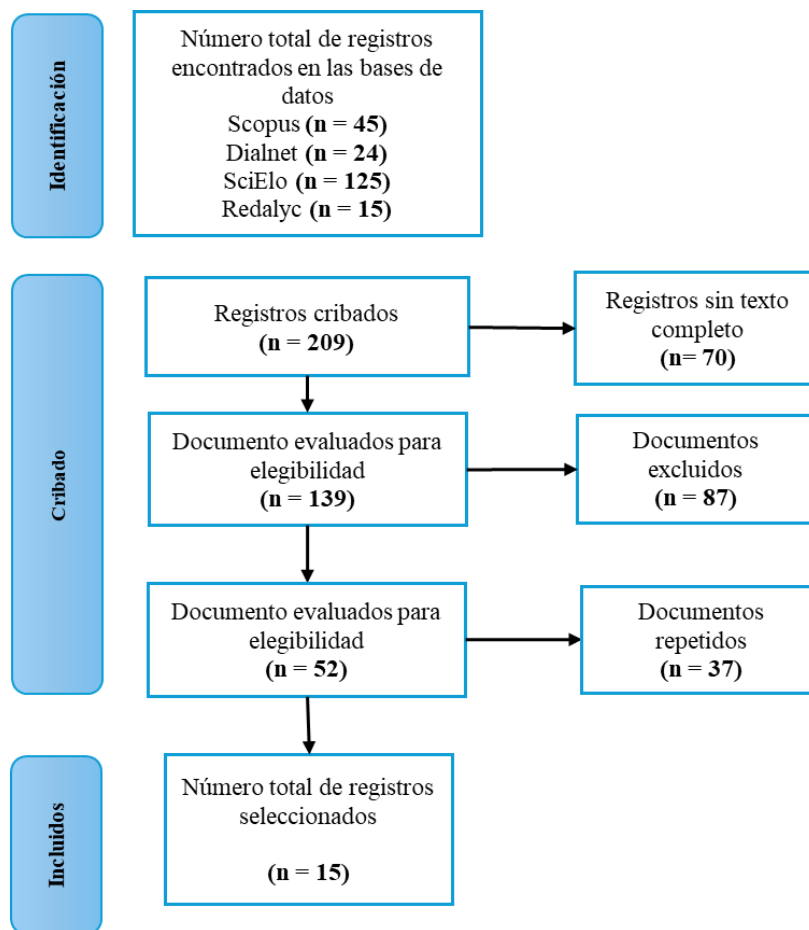 Identificación
Número total de registros
encontrados en las bases de
datos
Scopus (n = 45)
Dialnet (n = 24)
SciElo (n = 125)
Redalyc (n = 15)
Cribado
Registros cribados
(n = 209)
Registros sin texto
completo
(n= 70)
Documento evaluados para
elegibilidad
(n = 139)
Documentos
excluidos
(n = 87)
Documento evaluados para
elegibilidad
(n = 52)
Documentos
repetidos
(n = 37)
Incluidos
Número total de registros
seleccionados
(n = 15)